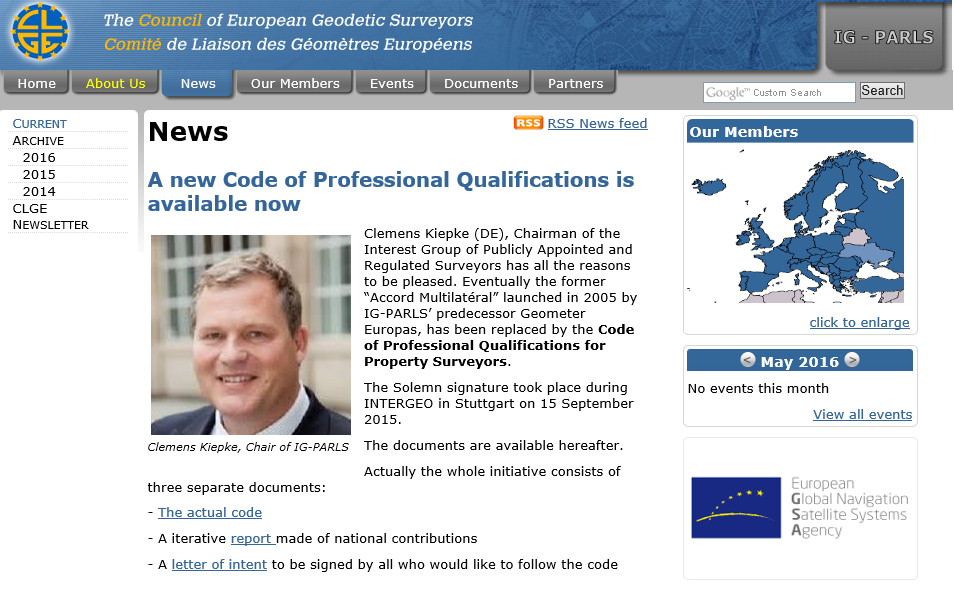 The Council of European Geodetic Surveyors
Comité de Liaison des Géomètres Européens
IG - PARLS
Home
About Us
News
Our Members
Events
Documents
Partners
Google™ Custom Search
Search
CURRENT
ARCHIVE
2016
2015
2014
CLGE
NEWSLETTER
News
RSS RSS News feed
A new Code of Professional Qualifications is
available now
Clemens Kiepke (DE), Chairman of the
Interest Group of Publicly Appointed and
Regulated Surveyors has all the reasons
to be pleased. Eventually the former
“Accord Multilatéral” launched in 2005 by
IG-PARLS’ predecessor Geometer
Europas, has been replaced by the Code
of Professional Qualifications for
Property Surveyors.
The Solemn signature took place during
INTERGEO in Stuttgart on 15 September
2015.
Clemens Kiepke, Chair of IG-PARLS
The documents are available hereafter.
Actually the whole initiative consists of
three separate documents:
- The actual code
- A iterative report made of national contributions
- A letter of intent to be signed by all who would like to follow the code
Our Members
click to enlarge
< May 2016 >
No events this month
View all events
European
Global Navigation
Satellite Systems
Agency